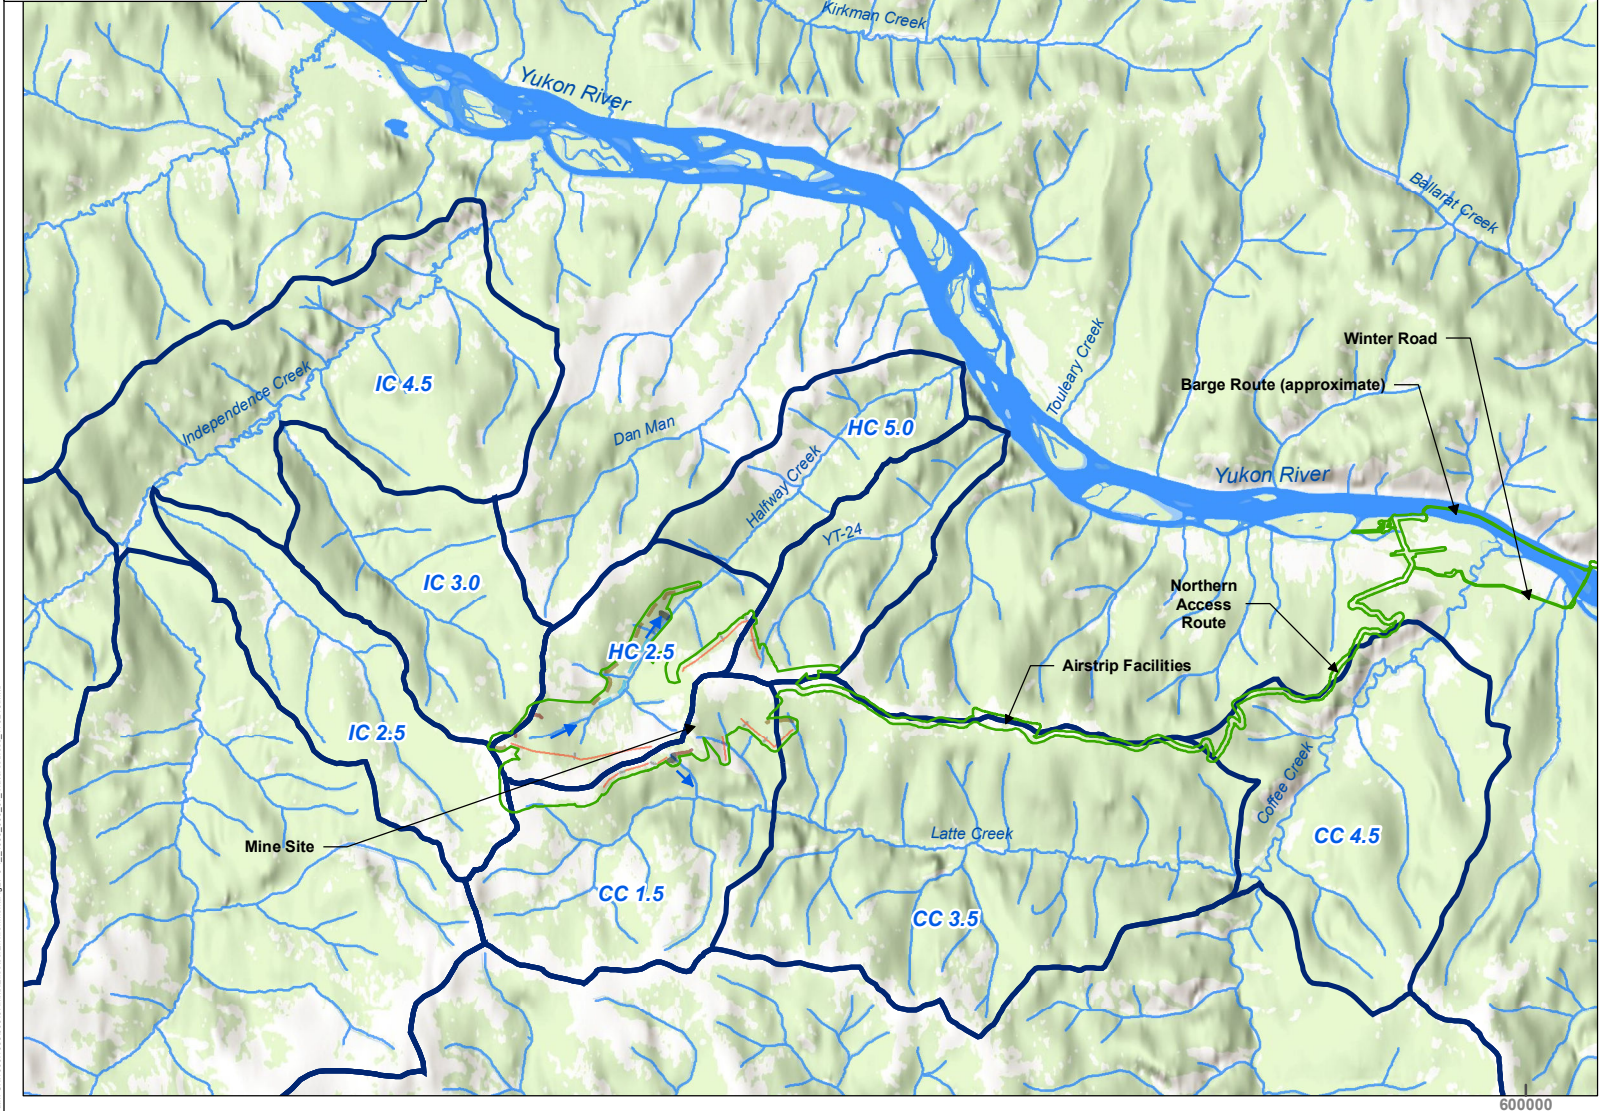 Kirkman Creek
Yukon River
Ballarat Creek
Winter Road
Touleary Creek
Barge Route (approximate)
IC 4.5
Independence Creek
Dan Man
HC 5.0
Halfway Creek
Yukon River
YT-24
IC 3.0
Northern
Access
Route
HC 2.5
Airstrip Facilities
IC 2.5
Coffee Creek
Mine Site
Latte Creek
CC 4.5
CC 1.5
CC 3.5
600000